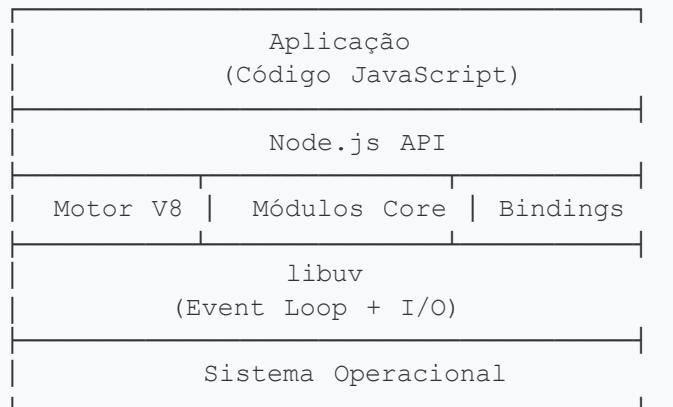 Aplicação
(Código JavaScript)
Node.js API
Motor V8 | Módulos Core | Bindings
libuv
(Event Loop + I/O)
Sistema Operacional